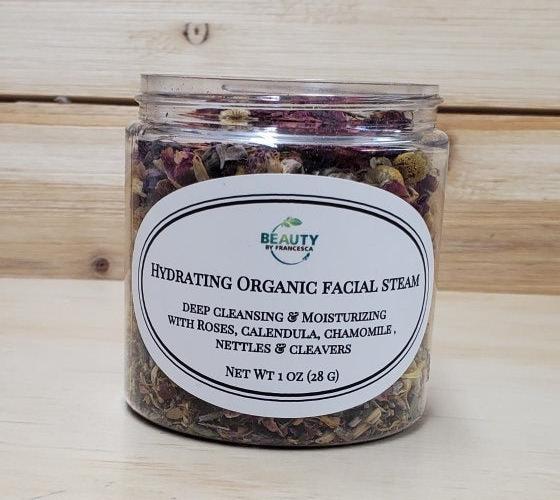 BEAUTY
BY FRANCESCA
HYDRATING ORGANIC FACIAL STEAM
DEEP CLEANSING & MOISTURIZING
WITH ROSES, CALENDULA, CHAMOMILE ,
NETTLES & CLEAVERS
NET WT 1 OZ (28 G)